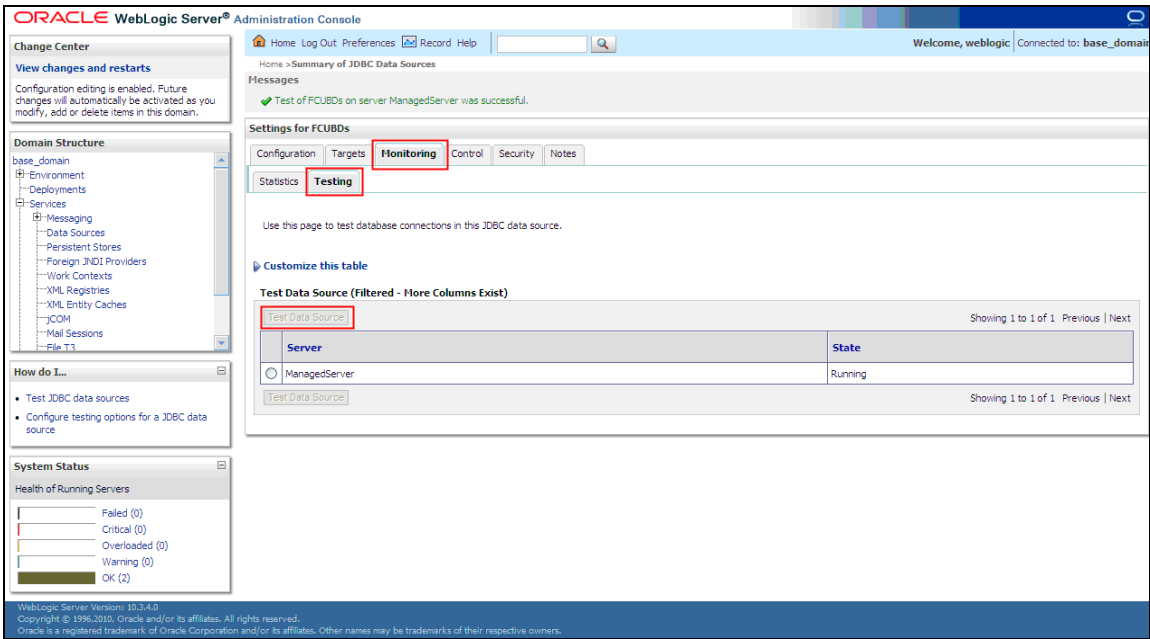 ORACLE WebLogic Server® Administration Console
Change Center
View changes and restarts
Configuration editing is enabled. Future
changes will automatically be activated as you
modify, add or delete items in this domain.
Domain Structure
base_domain
Environment
Deployments
Services
Messaging
Data Sources
Persistent Stores
Foreign JNDI Providers
Work Contexts
XML Registries
XML Entity Caches
jCOM
Mail Sessions
File T3
How do I...
• Test JDBC data sources
• Configure testing options for a JDBC data
source
System Status
Health of Running Servers
Failed (0)
Critical (0)
Overloaded (0)
Warning (0)
OK (2)
Home Log Out Preferences Record Help
Welcome, weblogic Connected to: base_domain
Home >Summary of JDBC Data Sources
Messages
Test of FCUBDs on server ManagedServer was successful.
Settings for FCUBDs
Configuration Targets Monitoring Control Security Notes
Statistics Testing
Use this page to test database connections in this JDBC data source.
Customize this table
Test Data Source (Filtered - More Columns Exist)
Test Data Source Showing 1 to 1 of 1 Previous | Next
Server State
ManagedServer Running
Test Data Source Showing 1 to 1 of 1 Previous | Next
WebLogic Server Version: 10.3.4.0
Copyright © 1996,2010, Oracle and/or its affiliates. All rights reserved.
Oracle is a registered trademark of Oracle Corporation and/or its affiliates. Other names may be trademarks of their respective owners.